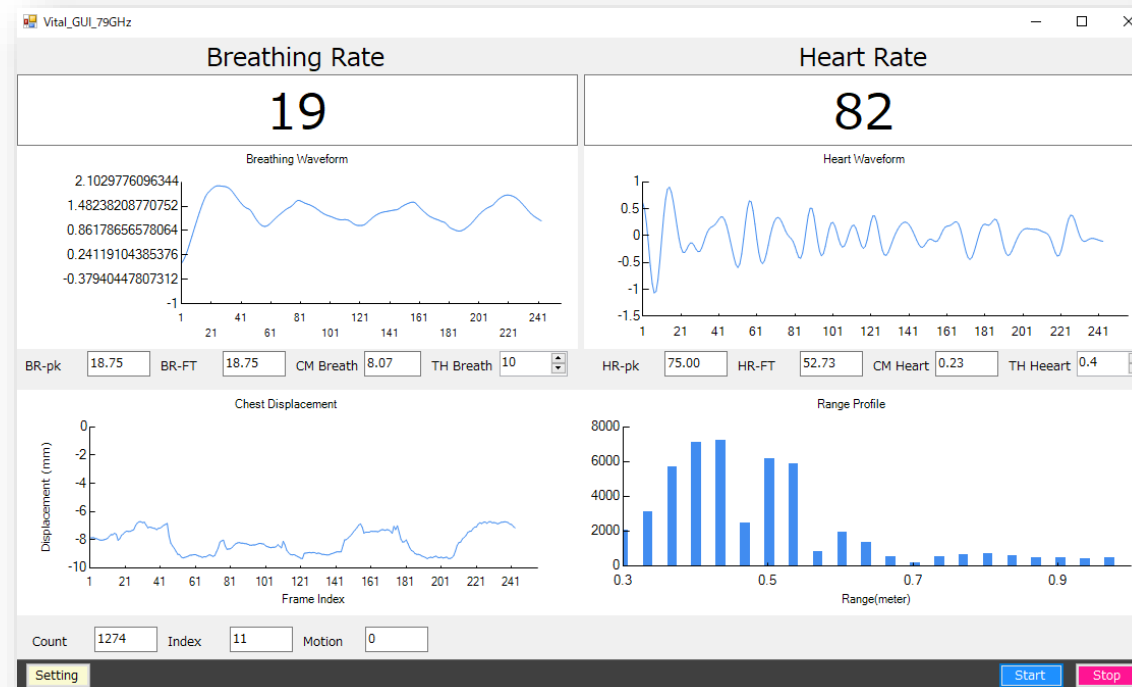 Vital_GUI_79GHz
Breathing Rate
19
Heart Rate
82
Breathing Waveform
2.1029776096344
1.48238208770752
0.86178656578064
0.24119104385376
-0.37940447807312
-1
1 21 41 61 81 101 121 141 161 181 201 221 241
Heart Waveform
1
0.5
0
-0.5
-1
-1.5
1 21 41 61 81 101 121 141 161 181 201 221 241
BR-pk 18.75 BR-FT 18.75 CM Breath 8.07 TH Breath 10
HR-pk 75.00 HR-FT 52.73 CM Heart 0.23 TH Heeart 0.4
Chest Displacement
Displacement (mm)
0
-2
-4
-6
-8
-10
1 21 41 61 81 101 121 141 161 181 201 221 241
Frame Index
Range Profile
8000
6000
4000
2000
0
0.3 0.5 0.7 0.9
Range(meter)
Count 1274 Index 11 Motion 0
Setting
Start
Stop